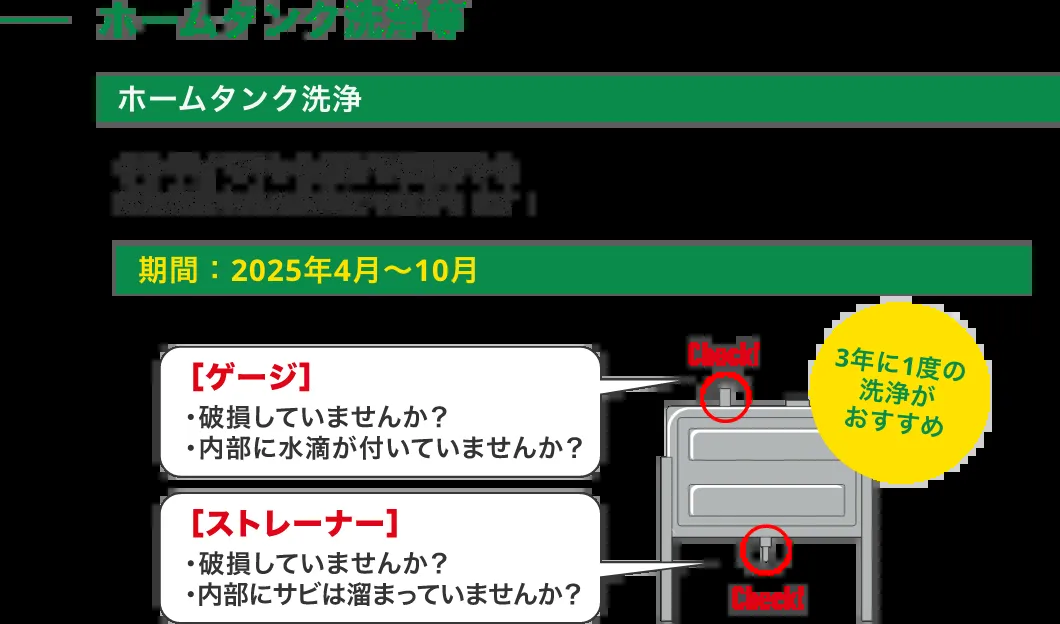 ホームタンク洗浄等
ホームタンク洗浄
期間：2025年4月～10月
3年に1度の
洗浄が
おすすめ
Check!
［ゲージ］
・破損していませんか？
・内部に水滴が付いていませんか？
［ストレーナー］
・破損していませんか？
・内部にサビは溜まっていませんか？
Check!